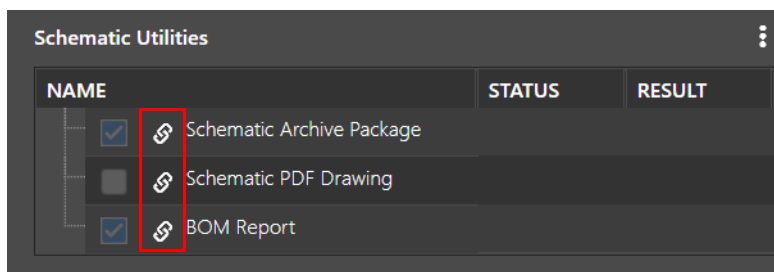 Schematic Utilities
NAME STATUS RESULT
Schematic Archive Package
Schematic PDF Drawing
BOM Report